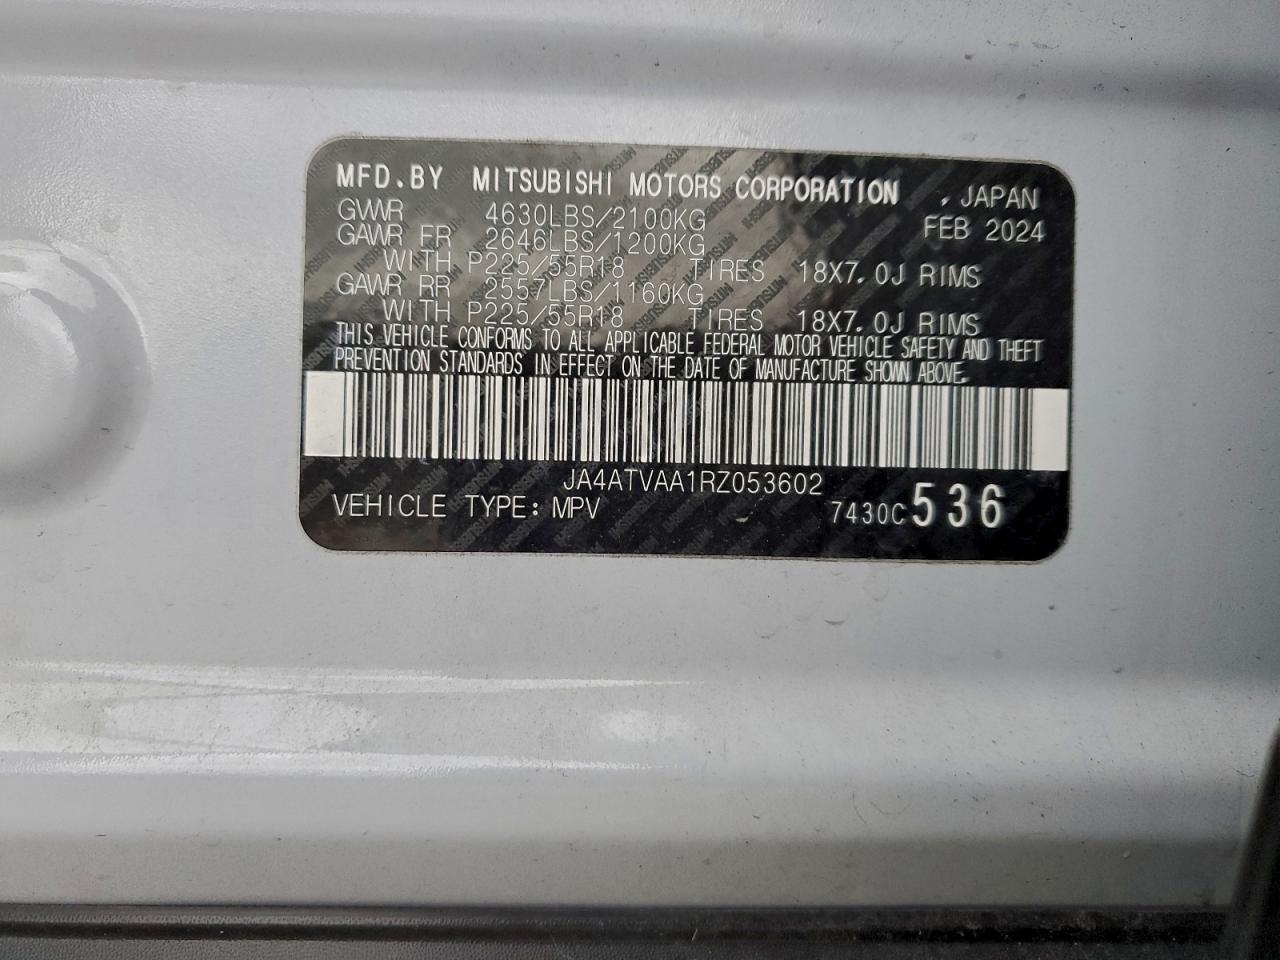 MFD.BY MITSUBISHI MOTORS CORPORATION , JAPAN
GVWR 4630LBS/2100KG FEB 2024
GAWR FR 2646LBS/1200KG
WITH P225/55R18 TIRES 18X7.0J RIMS
GAWR RR 2557LBS/1160KG
WITH P225/55R18 TIRES 18X7.0J RIMS
THIS VEHICLE CONFORMS TO ALL APPLICABLE FEDERAL MOTOR VEHICLE SAFETY AND THEFT
PREVENTION STANDARDS IN EFFECT ON THE DATE OF MANUFACTURE SHOWN ABOVE.
JA4ATVAA1RZ053602
VEHICLE TYPE: MPV 7430C536